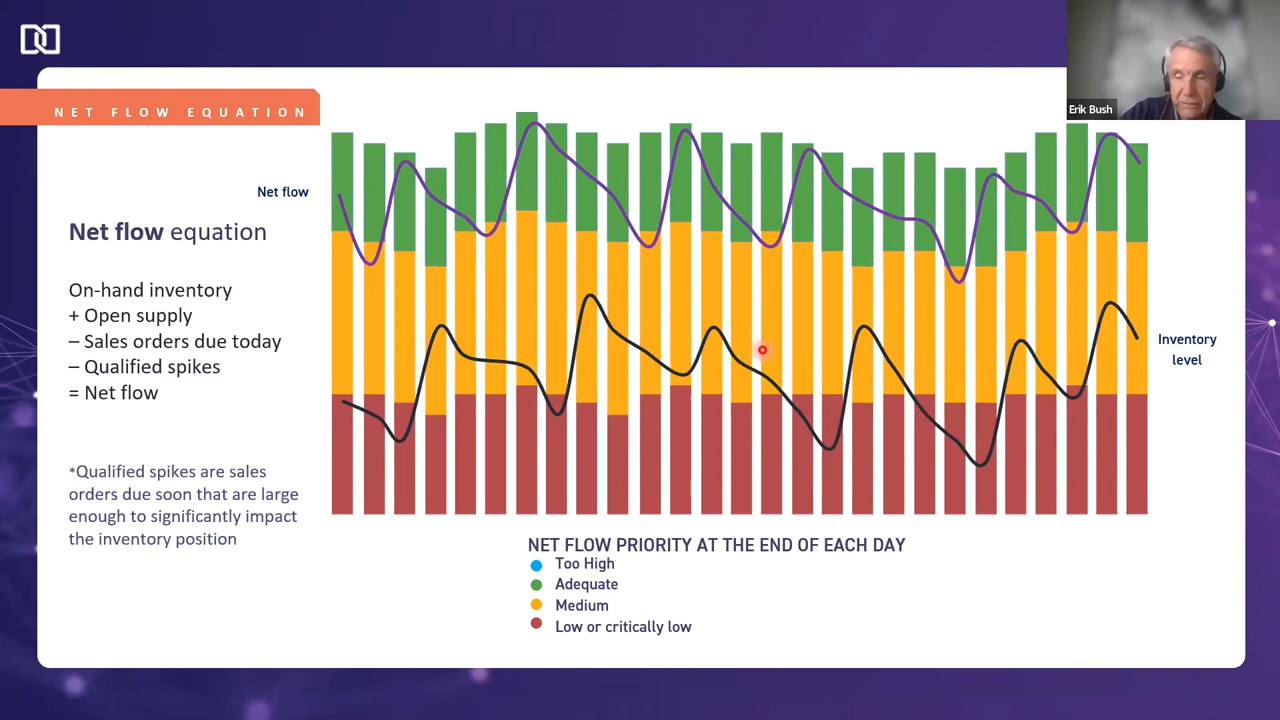 Erik Bush
NET FLOW EQUATION
Net flow
Net flow equation
On-hand inventory
+ Open supply
– Sales orders due today
– Qualified spikes
= Net flow
*Qualified spikes are sales
orders due soon that are large
enough to significantly impact
the inventory position
Inventory
level
NET FLOW PRIORITY AT THE END OF EACH DAY
Too High
Adequate
Medium
Low or critically low